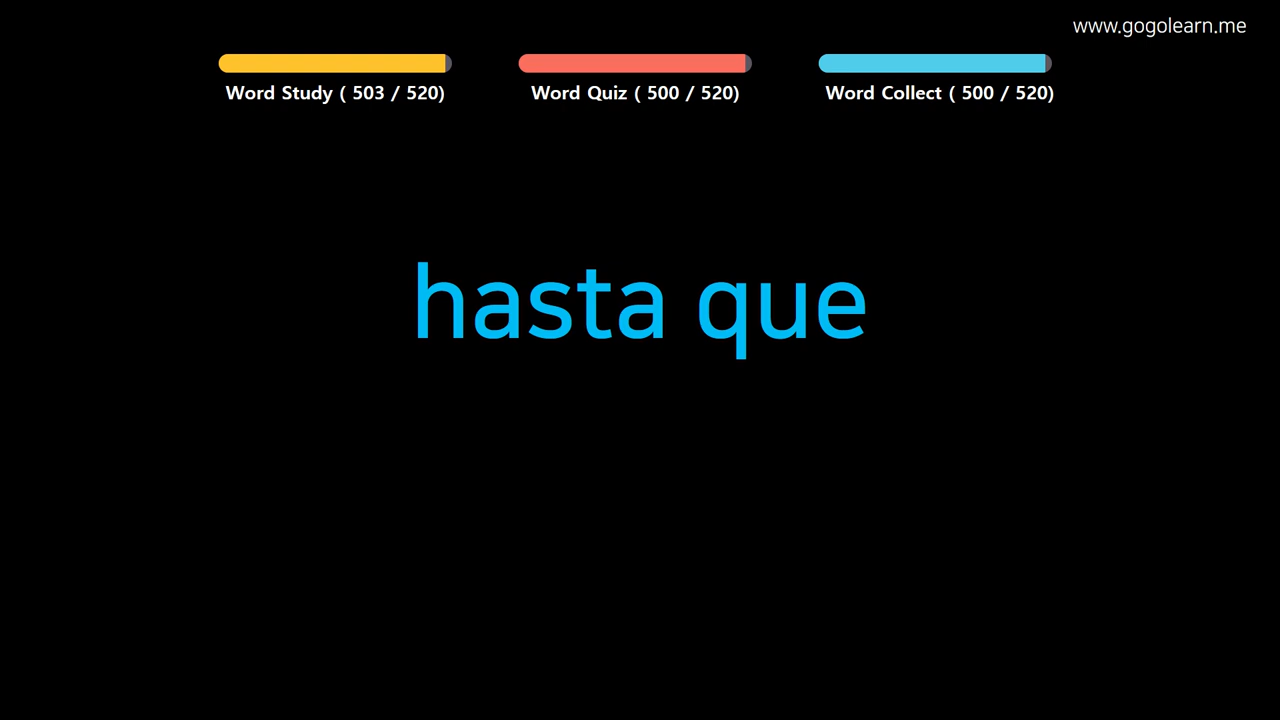 www.gogolearn.me
Word Study ( 503 / 520)
Word Quiz ( 500 / 520)
Word Collect ( 500 / 520)
hasta que